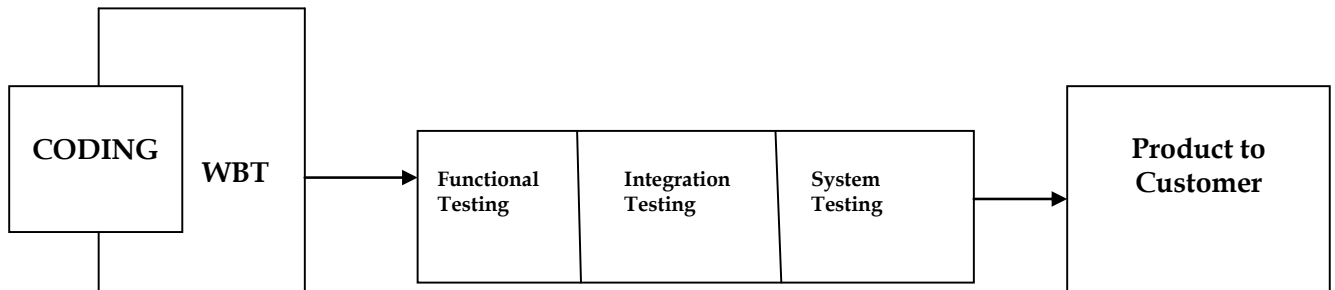 CODING
WBT
Functional
Testing
Integration
Testing
System
Testing
Product to
Customer